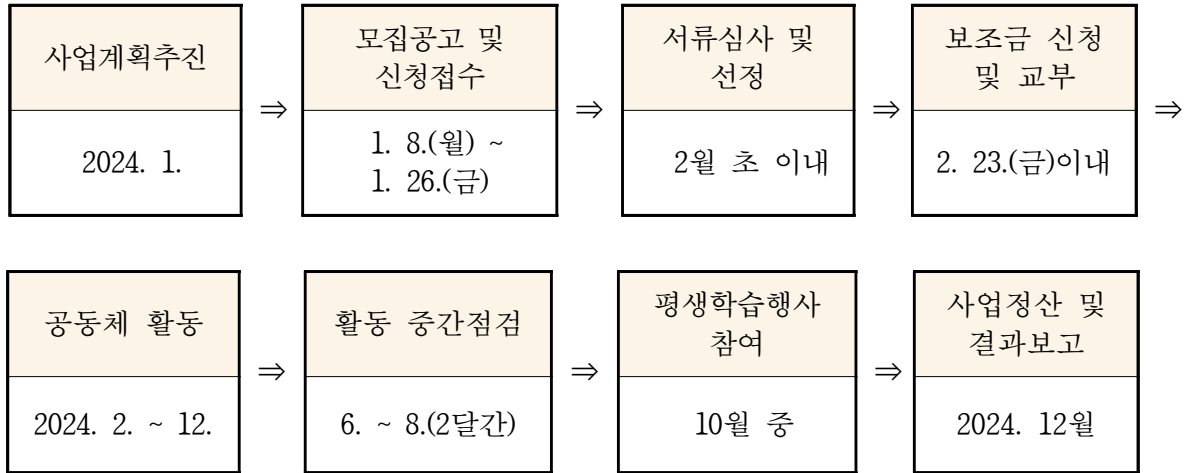 사업계획추진
2024. 1.
⇒
모집공고 및
신청접수
1. 8.(월) ~
1. 26.(금)
⇒
서류심사 및
선정
2월 초 이내
⇒
보조금 신청
및 교부
2. 23.(금)이내
⇒
공동체 활동
2024. 2. ~ 12.
⇒
활동 중간점검
6. ~ 8.(2달간)
⇒
평생학습행사
참여
10월 중
⇒
사업정산 및
결과보고
2024. 12월